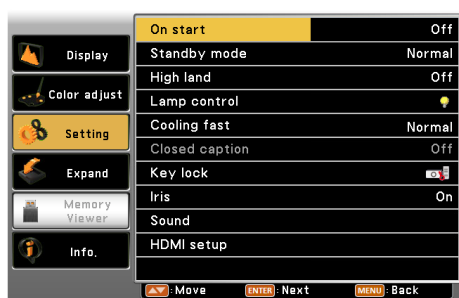 Display
Color adjust
Setting
Expand
Memory
Viewer
Info.
On start Off
Standby mode Normal
High land Off
Lamp control
Cooling fast Normal
Closed caption Off
Key lock
Iris On
Sound
HDMI setup
:Move ENTER:Next MENU:Back